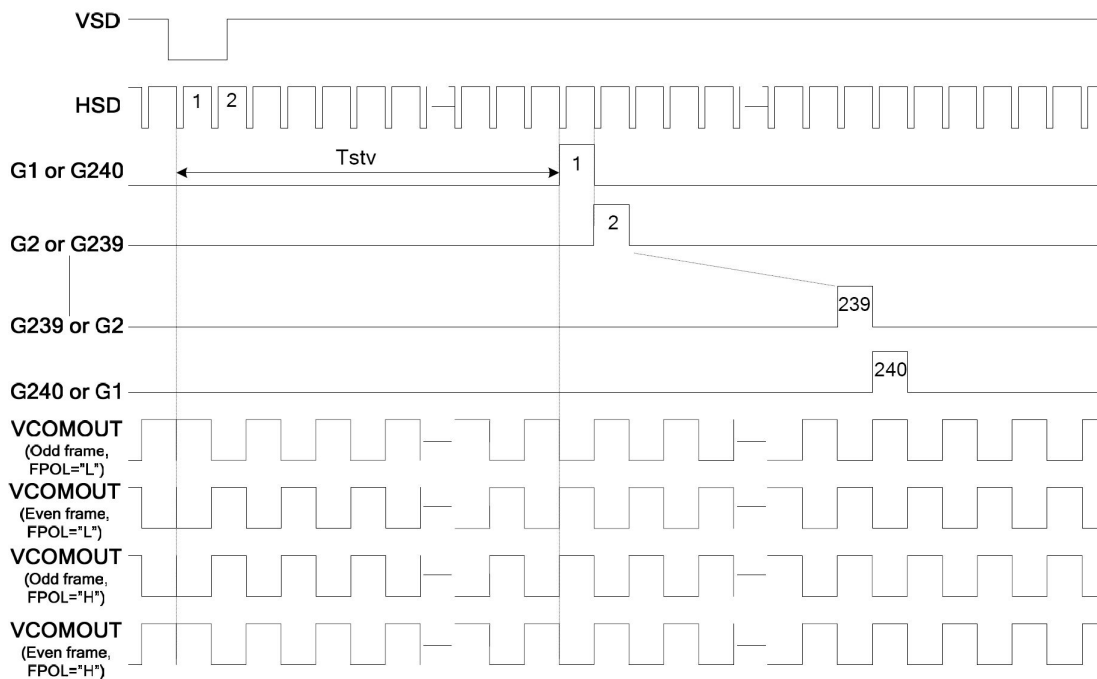 VSD
HSD
1 2
G1 or G240
Tstv
1
G2 or G239
2
G239 or G2
239
G240 or G1
240
VCOMOUT
(Odd frame,
FPOL="L")
VCOMOUT
(Even frame,
FPOL="L")
VCOMOUT
(Odd frame,
FPOL="H")
VCOMOUT
(Even frame,
FPOL="H")